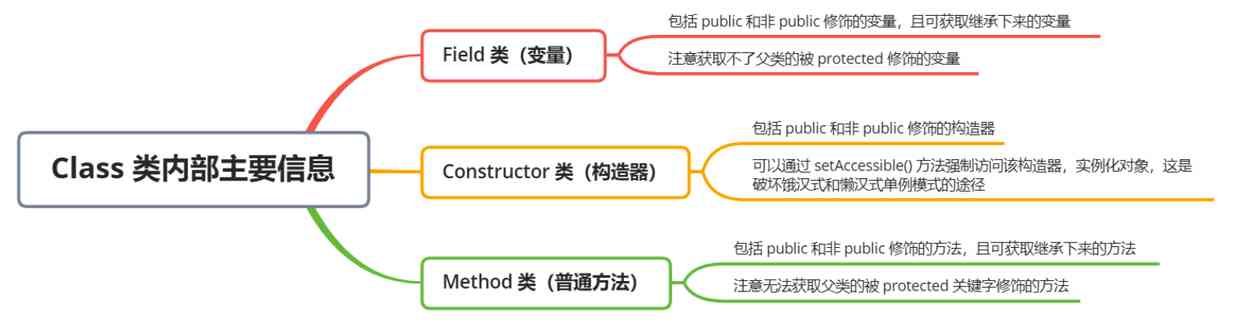 Class 类内部主要信息
Field 类（变量）
包括 public 和非 public 修饰的变量，且可获取继承下来的变量
注意获取不了父类的被 protected 修饰的变量
Constructor 类（构造器）
包括 public 和非 public 修饰的构造器
可以通过 setAccessible() 方法强制访问该构造器，实例化对象，这是
破坏饿汉式和懒汉式单例模式的途径
Method 类（普通方法）
包括 public 和非 public 修饰的方法，且可获取继承下来的方法
注意无法获取父类的被 protected 关键字修饰的方法